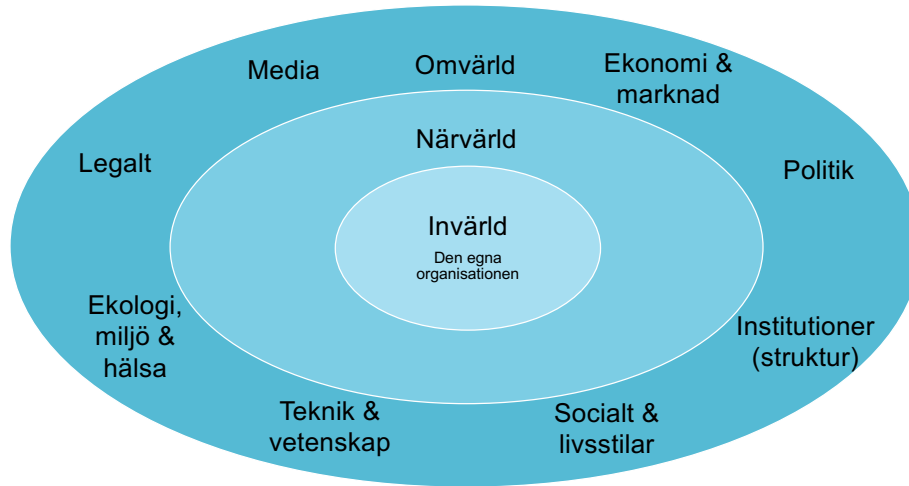 Media
Omvärld
Ekonomi &
marknad
Legalt
Närvärld
Politik
Invärld
Den egna
organisationen
Ekologi,
miljö &
hälsa
Institutioner
(struktur)
Teknik &
vetenskap
Socialt &
livsstilar